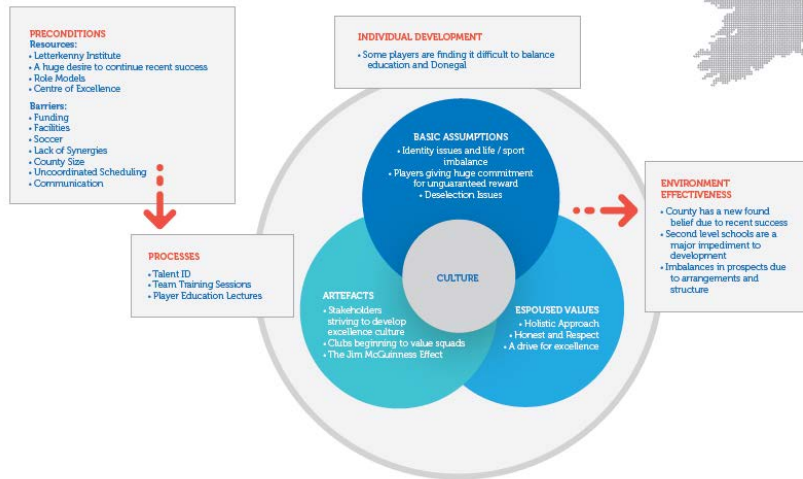 PRECONDITIONS
Resources:
• Letterkenny Institute
• A huge desire to continue recent success
• Role Models
• Centre of Excellence
Barriers:
• Funding
• Facilities
• Soccer
• Lack of Synergies
• County Size
• Uncoordinated Scheduling
• Communication
PROCESSES
• Talent ID
• Team Training Sessions
• Player Education Lectures
INDIVIDUAL DEVELOPMENT
• Some players are finding it difficult to balance
education and Donegal
BASIC ASSUMPTIONS
• Identity issues and life / sport
imbalance
• Players giving huge commitment
for unguaranteed reward
• Deselection Issues
CULTURE
ARTEFACTS
• Stakeholders
striving to develop
excellence culture
• Clubs beginning to value squads
• The Jim McGuinness Effect
ESPOUSED VALUES
• Holistic Approach
• Honest and Respect
• A drive for excellence
ENVIRONMENT
EFFECTIVENESS
• County has a new found
belief due to recent success
• Second level schools are a
major impediment to
development
• Imbalances in prospects due
to arrangements and
structure